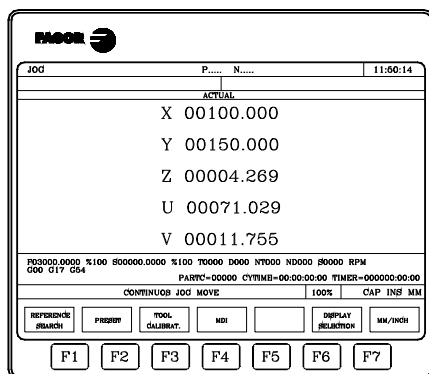 FAGOR
JOG P..... N..... 11:50:14
ACTUAL
X 00100.000
Y 00150.000
Z 00004.269
U 00071.029
V 00011.755
F03000.0000 %100 S00000.0000 %100 T0000 D000 NT000 ND000 S0000 RPM
G00 G17 G54
PARTC=00000 CYTIME=00:00:00:00 TIMER=000000:00:00
CONTINUOS JOG MOVE 100% CAP INS MM
REFERENCE SEARCH PRESET TOOL CALIBRAT. MDI DISPLAY SELECTION MM/INCH
F1 F2 F3 F4 F5 F6 F7